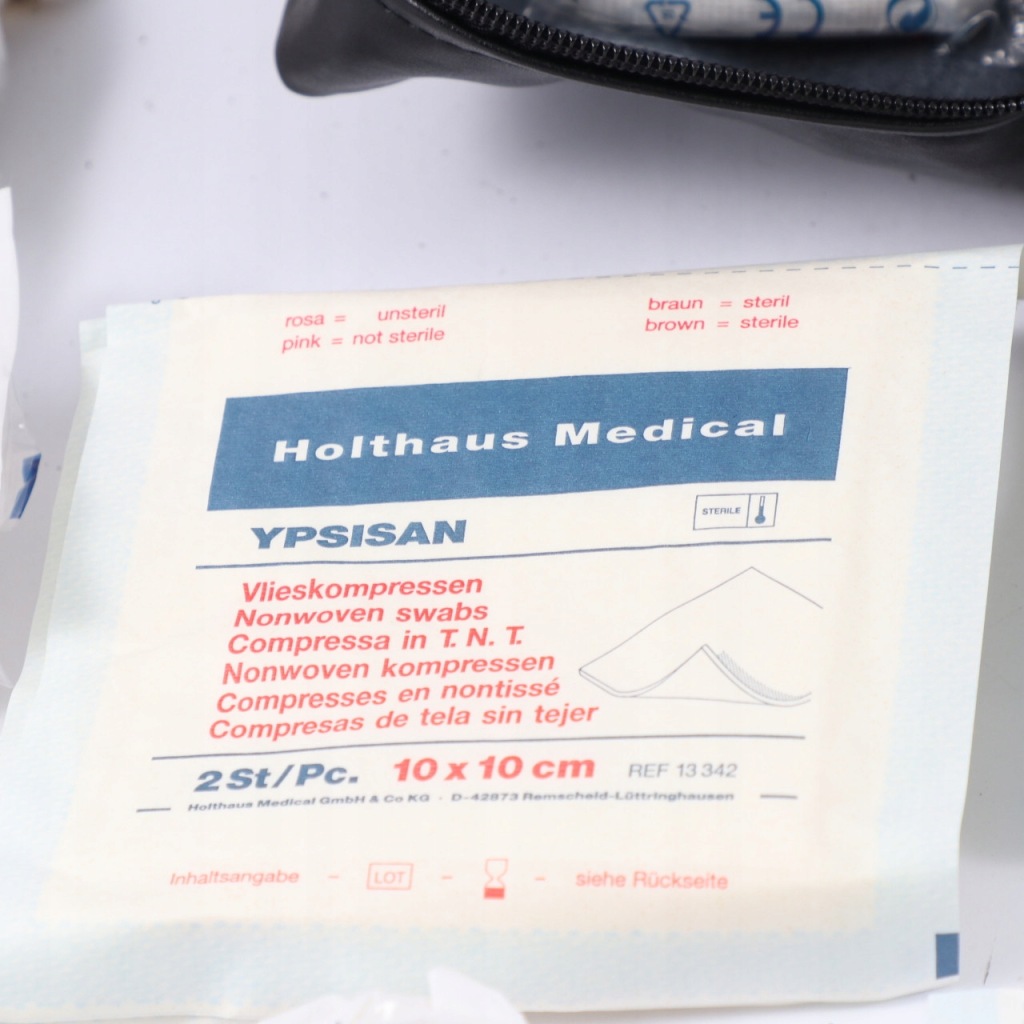 rosa = unsteril
pink = not sterile
braun = steril
brown = sterile
Holthaus Medical
YPSISAN
STERILE
Vlieskompressen
Nonwoven swabs
Compressa in T. N. T.
Nonwoven kompressen
Compresses en nontissé
Compresas de tela sin tejer
2 St/Pc. 10 x 10 cm REF 13 342
Holthaus Medical GmbH & Co KG · D-42873 Remscheid-Lüttringhausen
Inhaltsangabe - LOT - - siehe Rückseite